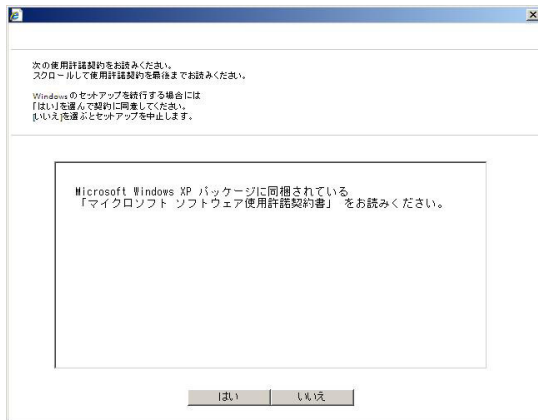 次の使用許諾契約をお読みください。
スクロールして使用許諾契約を最後までお読みください。
Windows のセットアップを続行する場合には
「はい」を選んで契約に同意してください。
[いいえ]を選ぶとセットアップを中止します。
Microsoft Windows XP パッケージに同梱されている
「マイクロソフト ソフトウェア使用許諾契約書」 をお読みください。
はい
いいえ